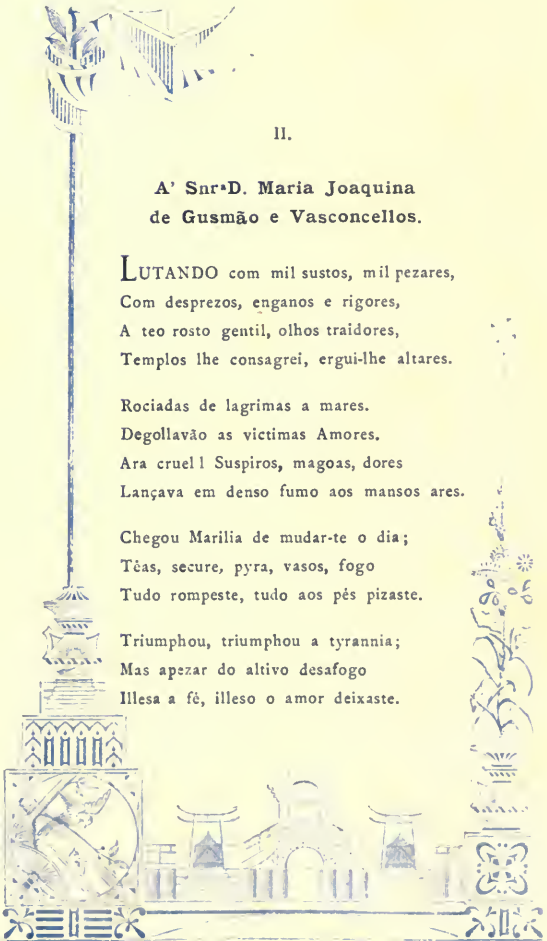 II.
A' Snrª D. Maria Joaquina
de Gusmão e Vasconcellos.
LUTANDO com mil sustos, mil pezares,
Com desprezos, enganos e rigores,
A teo rosto gentil, olhos traidores,
Templos lhe consagrei, ergui-lhe altares.
Rociadas de lagrimas a mares.
Degollavão as victimas Amores.
Ara cruel l Suspiros, magoas, dores
Lançava em denso fumo aos mansos ares.
Chegou Marilia de mudar-te o dia;
Têas, secure, pyra, vasos, fogo
Tudo rompeste, tudo aos pés pizaste.
Triumphou, triumphou a tyrannia;
Mas apezar do altivo desafogo
Illesa a fé, illeso o amor deixaste.